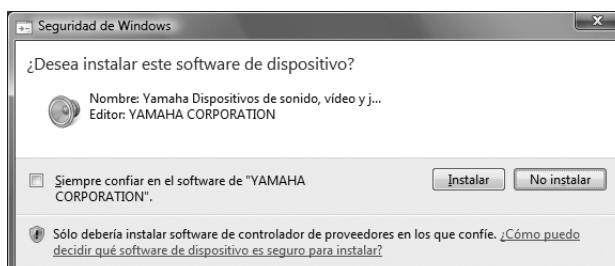 Seguridad de Windows
¿Desea instalar este software de dispositivo?
Nombre: Yamaha Dispositivos de sonido, vídeo y j...
Editor: YAMAHA CORPORATION
Siempre confiar en el software de "YAMAHA
CORPORATION".
Instalar
No instalar
Sólo debería instalar software de controlador de proveedores en los que confíe. ¿Cómo puedo
decidir qué software de dispositivo es seguro para instalar?